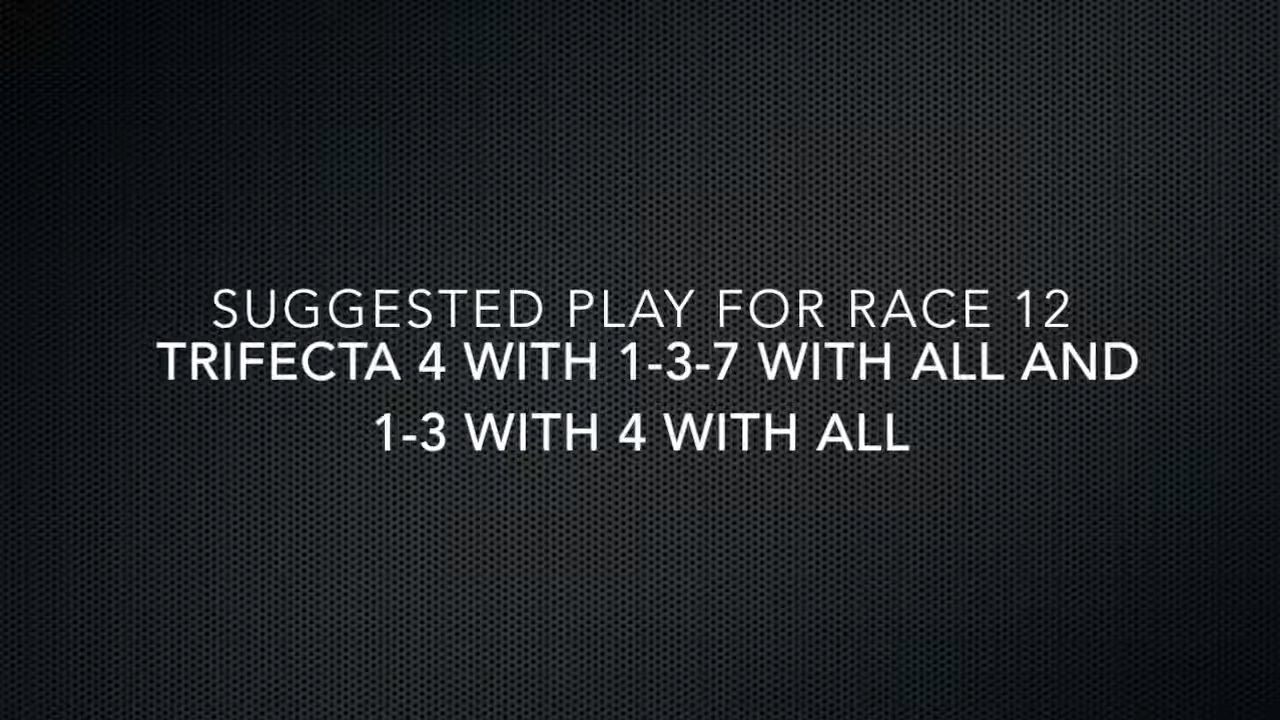 SUGGESTED PLAY FOR RACE 12
TRIFECTA 4 WITH 1-3-7 WITH ALL AND
1-3 WITH 4 WITH ALL